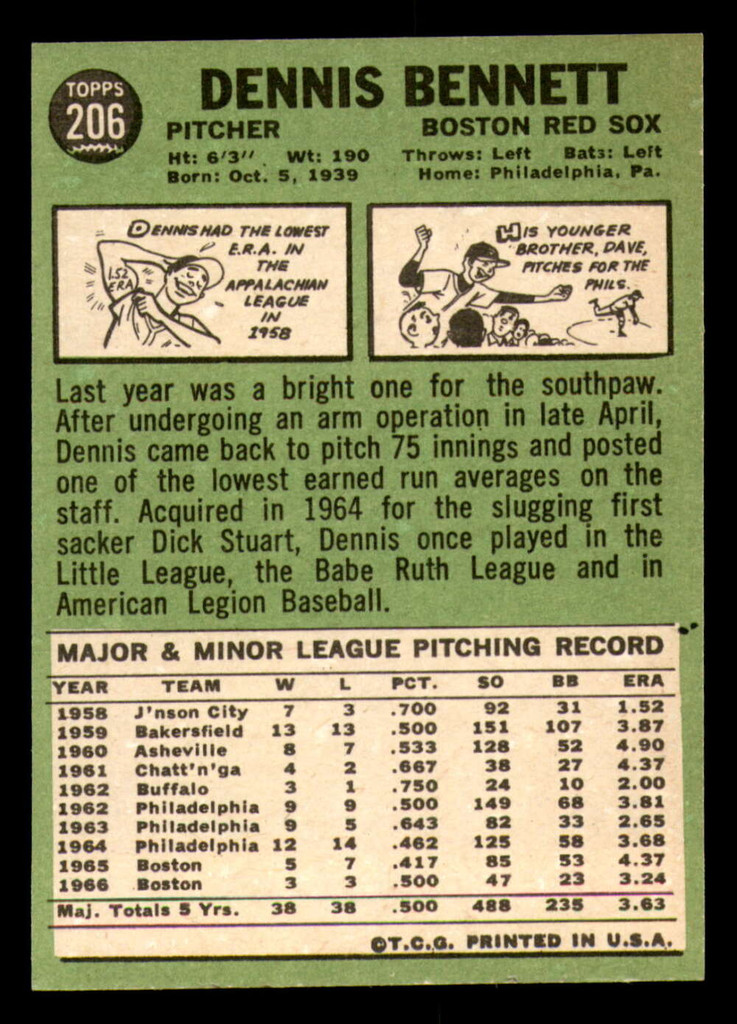 TOPPS
206
DENNIS BENNETT
PITCHER BOSTON RED SOX
Ht: 6'3" Wt: 190 Throws: Left Bats: Left
Born: Oct. 5, 1939 Home: Philadelphia, Pa.
DENNIS HAD THE LOWEST
E.R.A. IN
THE
APPALACHIAN
LEAGUE
IN
1958
1.52
ERA
HIS YOUNGER
BROTHER, DAVE,
PITCHES FOR THE
PHILS.
Last year was a bright one for the southpaw.
After undergoing an arm operation in late April,
Dennis came back to pitch 75 innings and posted
one of the lowest earned run averages on the
staff. Acquired in 1964 for the slugging first
sacker Dick Stuart, Dennis once played in the
Little League, the Babe Ruth League and in
American Legion Baseball.
MAJOR & MINOR LEAGUE PITCHING RECORD
YEAR TEAM W L PCT. SO BB ERA
1958 J'nson City 7 3 .700 92 31 1.52
1959 Bakersfield 13 13 .500 151 107 3.87
1960 Asheville 8 7 .533 128 52 4.90
1961 Chatt'n'ga 4 2 .667 38 27 4.37
1962 Buffalo 3 1 .750 24 10 2.00
1962 Philadelphia 9 9 .500 149 68 3.81
1963 Philadelphia 9 5 .643 82 33 2.65
1964 Philadelphia 12 14 .462 125 58 3.68
1965 Boston 5 7 .417 85 53 4.37
1966 Boston 3 3 .500 47 23 3.24
Maj. Totals 5 Yrs. 38 38 .500 488 235 3.63
©T.C.G. PRINTED IN U.S.A.